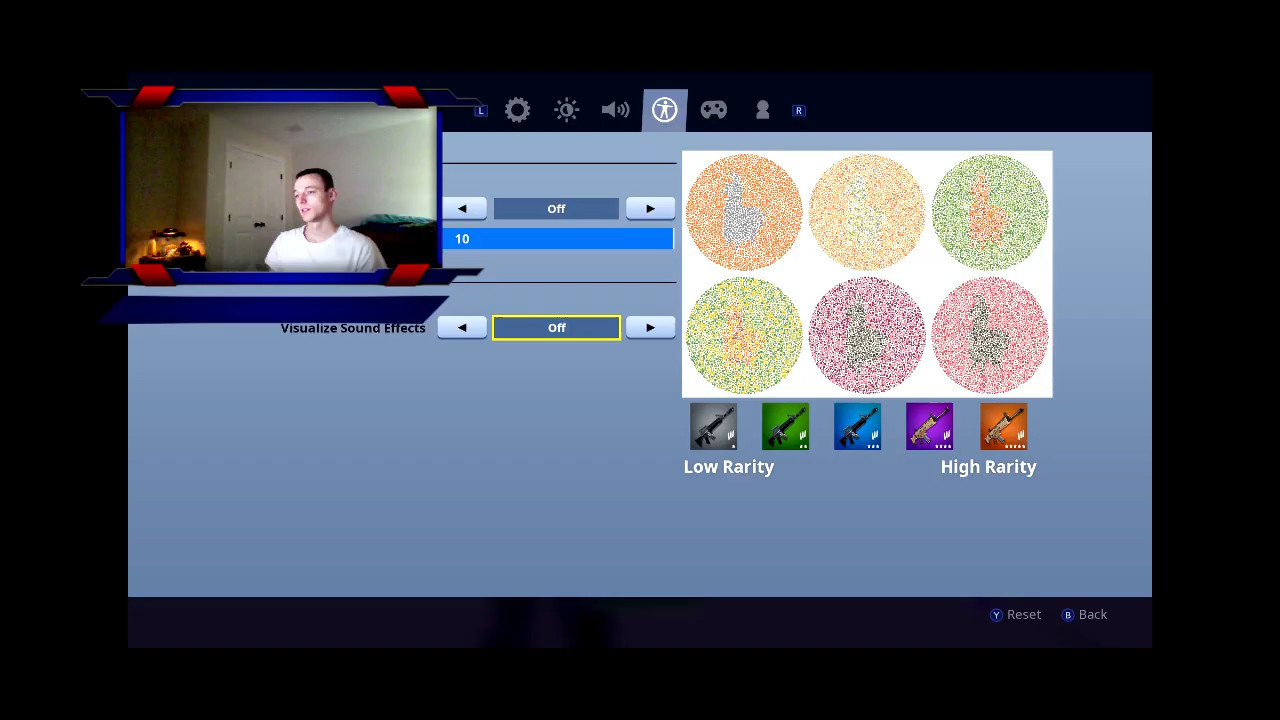 L
R
Off
10
Visualize Sound Effects
Off
Low Rarity
High Rarity
Y Reset
B Back